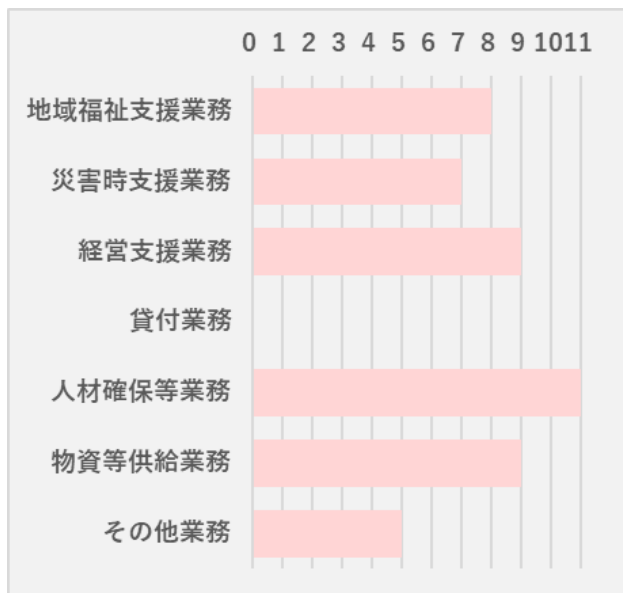 0 1 2 3 4 5 6 7 8 9 10 11
地域福祉支援業務
災害時支援業務
経営支援業務
貸付業務
人材確保等業務
物資等供給業務
その他業務